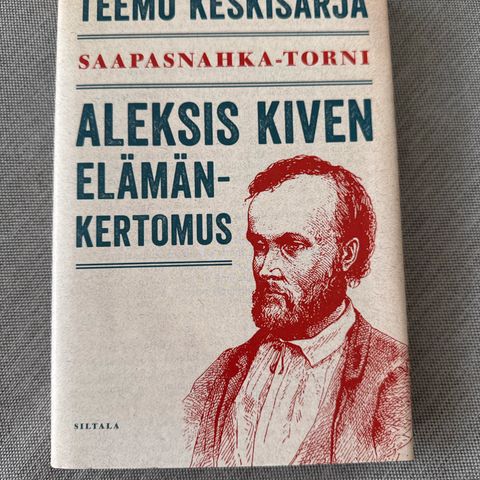 TEEMU KESKISARJA
SAAPASNAHKA-TORNI
ALEKSIS KIVEN
ELÄMÄN-
KERTOMUS
SILTALA